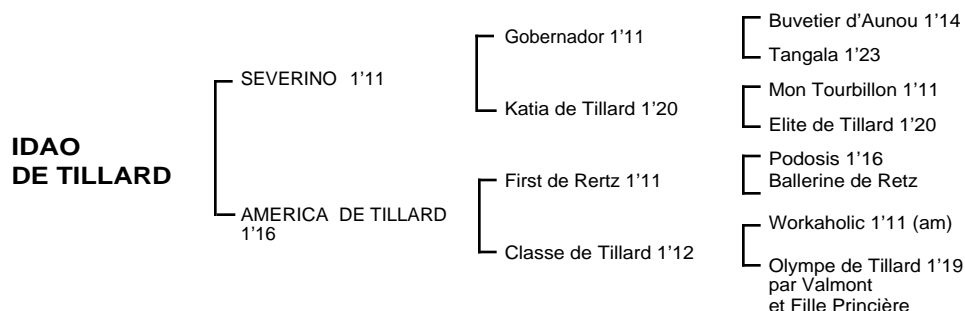 IDAO
DE TILLARD
SEVERINO 1’11
AMERICA DE TILLARD
1’16
Gobernador 1’11
Katia de Tillard 1’20
First de Rertz 1’11
Classe de Tillard 1’12
Buvetier d’Aunou 1’14
Tangala 1’23
Mon Tourbillon 1’11
Elite de Tillard 1’20
Podosis 1’16
Ballerine de Retz
Workaholic 1’11 (am)
Olympe de Tillard 1’19
par Valmont
et Fille Princière